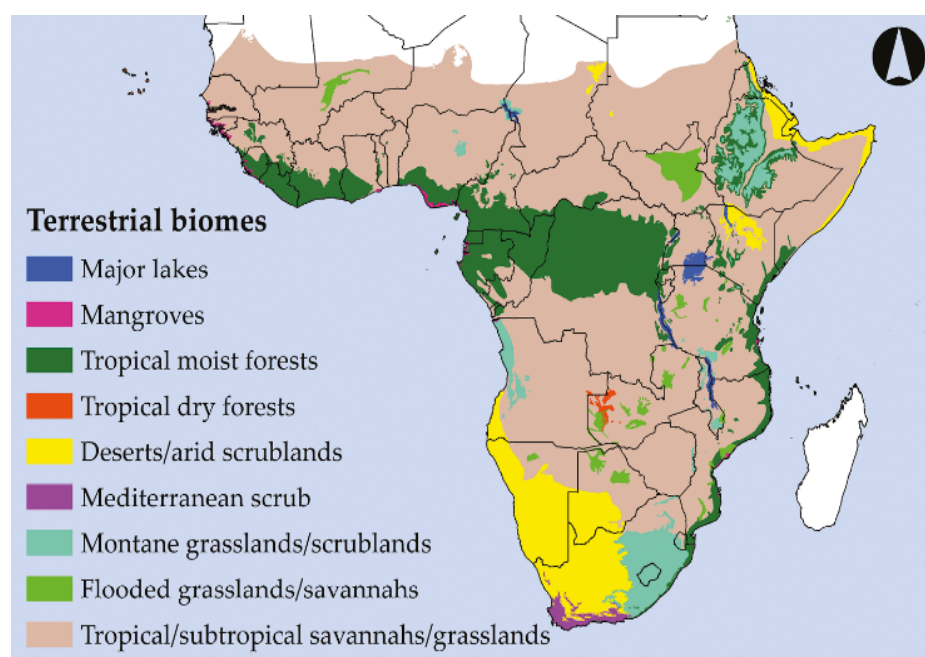 Terrestrial biomes
Major lakes
Mangroves
Tropical moist forests
Tropical dry forests
Deserts/arid scrublands
Mediterranean scrub
Montane grasslands/scrublands
Flooded grasslands/savannahs
Tropical/subtropical savannahs/grasslands